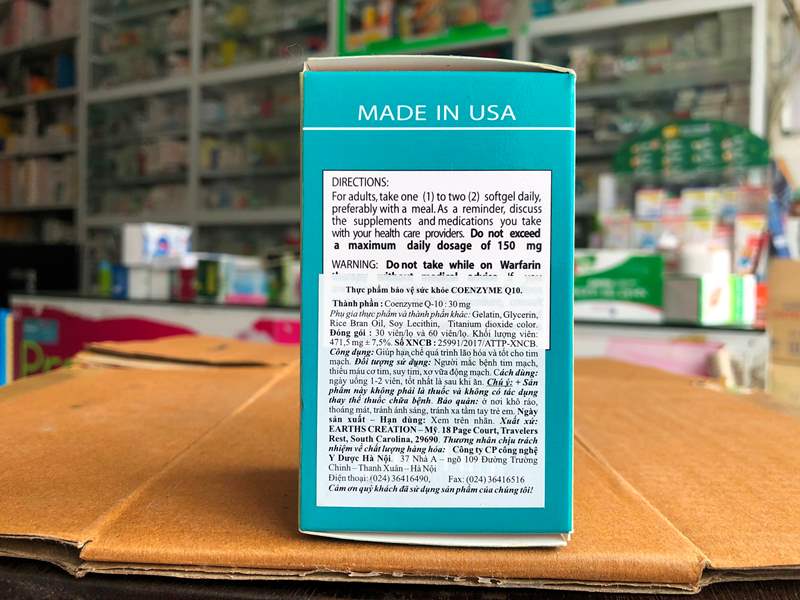 MADE IN USA
DIRECTIONS:
For adults, take one (1) to two (2) softgel daily,
preferably with a meal. As a reminder, discuss
the supplements and medications you take
with your health care providers. Do not exceed
a maximum daily dosage of 150 mg
WARNING: Do not take while on Warfarin
Thực phẩm bảo vệ sức khỏe COENZYME Q10.
Thành phần : Coenzyme Q-10 : 30 mg
Phụ gia thực phẩm và thành phần khác: Gelatin, Glycerin,
Rice Bran Oil, Soy Lecithin, Titanium dioxide color.
Đóng gói : 30 viên/lọ và 60 viên/lọ. Khối lượng viên:
471,5 mg ± 7,5%. Số XNCB : 25991/2017/ATTP-XNCB.
Công dụng: Giúp hạn chế quá trình lão hóa và tốt cho tim
mạch. Đối tượng sử dụng: Người mắc bệnh tim mạch,
thiếu máu cơ tim, suy tim, xơ vữa động mạch. Cách dùng:
ngày uống 1-2 viên, tốt nhất là sau khi ăn. Chú ý: + Sản
phẩm này không phải là thuốc và không có tác dụng
thay thế thuốc chữa bệnh. Bảo quản: ở nơi khô ráo,
thoáng mát, tránh ánh sáng, tránh xa tầm tay trẻ em. Ngày
sản xuất – Hạn dùng: Xem trên nhãn. Xuất xứ:
EARTHS CREATION – Mỹ. 18 Page Court, Travelers
Rest, South Carolina, 29690. Thương nhân chịu trách
nhiệm về chất lượng hàng hóa: Công ty CP công nghệ
Y Dược Hà Nội. 37 Nhà A – ngõ 109 Đường Trường
Chinh – Thanh Xuân – Hà Nội
Điện thoại: (024) 36416490, Fax: (024) 36416516
Cảm ơn quý khách đã sử dụng sản phẩm của chúng tôi!